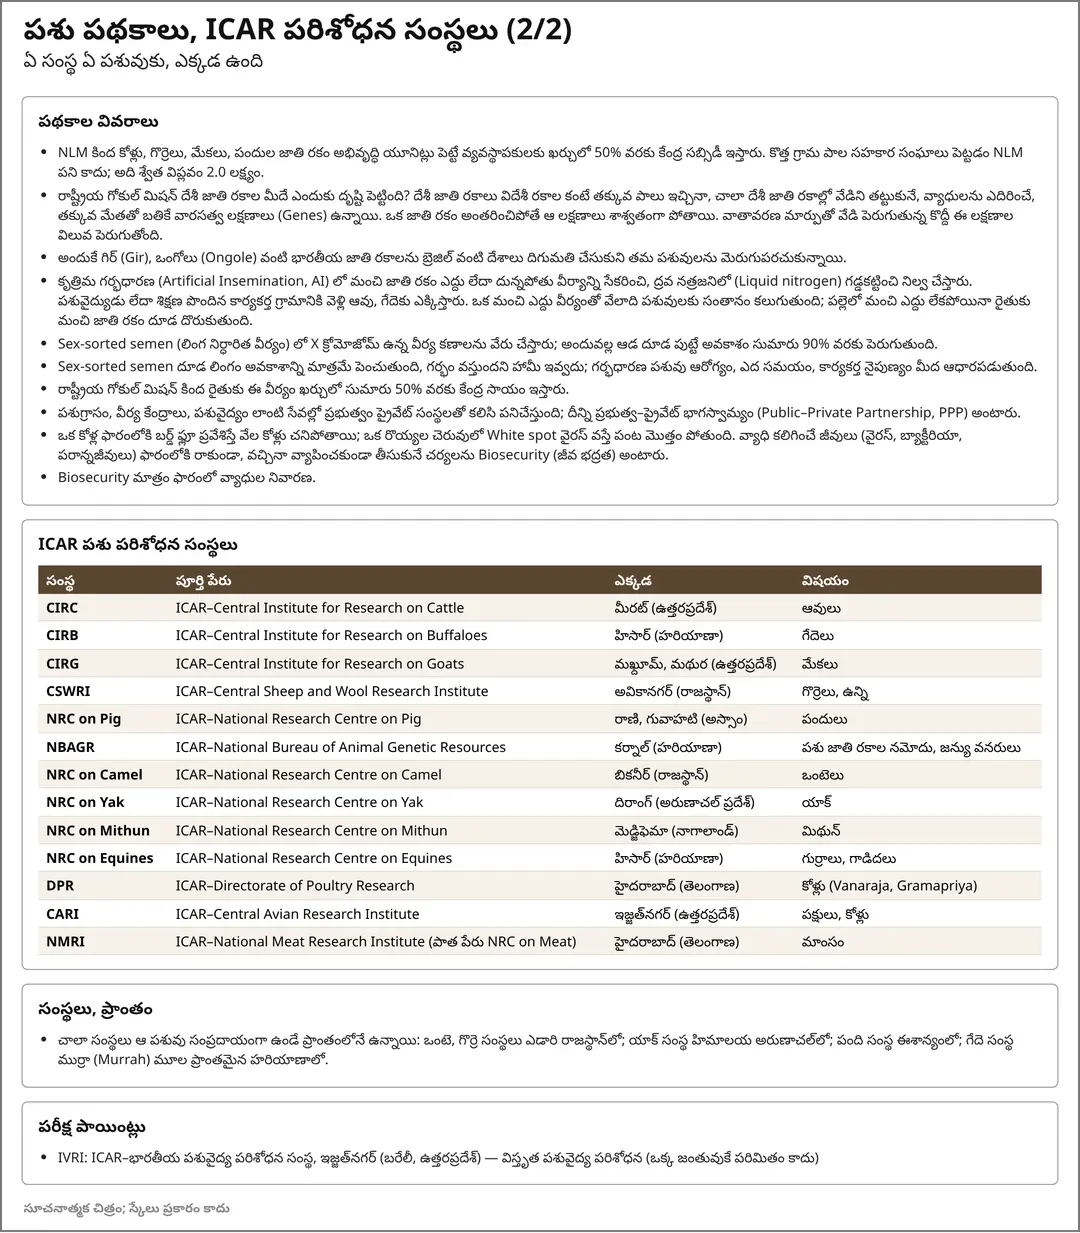 పశు పథకాలు, ICAR పరిశోధన సంస్థలు (2/2)
ఏ సంస్థ ఏ పశువుకు, ఎక్కడ ఉంది
పథకాల వివరాలు
• NLM కింద కోళ్లు, గొర్రెలు, మేకలు, పందుల జాతి రకం అభివృద్ధి యూనిట్లు పెట్టే వ్యవస్థాపకులకు ఖర్చులో 50% వరకు కేంద్ర సబ్సిడీ ఇస్తారు. కొత్త గ్రామ పాల సహకార సంఘాలు పెట్టడం NLM
పని కాదు; అది శ్వేత విప్లవం 2.0 లక్ష్యం.
• రాష్ట్రీయ గోకుల్ మిషన్ దేశీ జాతి రకాల మీదే ఎందుకు దృష్టి పెట్టింది? దేశీ జాతి రకాలు విదేశీ రకాల కంటే తక్కువ పాలు ఇచ్చినా, చాలా దేశీ జాతి రకాల్లో వేడిని తట్టుకునే, వ్యాధులను ఎదిరించే,
తక్కువ మేతతో బతికే వారసత్వ లక్షణాలు (Genes) ఉన్నాయి. ఒక జాతి రకం అంతరించిపోతే ఆ లక్షణాలు శాశ్వతంగా పోతాయి. వాతావరణ మార్పుతో వేడి పెరుగుతున్న కొద్దీ ఈ లక్షణాల
విలువ పెరుగుతోంది.
• అందుకే గిర్ (Gir), ఒంగోలు (Ongole) వంటి భారతీయ జాతి రకాలను బ్రెజిల్ వంటి దేశాలు దిగుమతి చేసుకుని తమ పశువులను మెరుగుపరచుకున్నాయి.
• కృత్రిమ గర్భధారణ (Artificial Insemination, AI) లో మంచి జాతి రకం ఎద్దు లేదా దున్నపోతు వీర్యాన్ని సేకరించి, ద్రవ నత్రజనిలో (Liquid nitrogen) గడ్డకట్టించి నిల్వ చేస్తారు.
పశువైద్యుడు లేదా శిక్షణ పొందిన కార్యకర్త గ్రామానికి వెళ్లి ఆవు, గేదెకు ఎక్కిస్తారు. ఒక మంచి ఎద్దు వీర్యంతో వేలాది పశువులకు సంతానం కలుగుతుంది; పల్లెలో మంచి ఎద్దు లేకపోయినా రైతుకు
మంచి జాతి రకం దూడ దొరుకుతుంది.
• Sex-sorted semen (లింగ నిర్ధారిత వీర్యం) లో X క్రోమోజోమ్ ఉన్న వీర్య కణాలను వేరు చేస్తారు; అందువల్ల ఆడ దూడ పుట్టే అవకాశం సుమారు 90% వరకు పెరుగుతుంది.
• Sex-sorted semen దూడ లింగం అవకాశాన్ని మాత్రమే పెంచుతుంది, గర్భం వస్తుందని హామీ ఇవ్వదు; గర్భధారణ పశువు ఆరోగ్యం, ఎద సమయం, కార్యకర్త నైపుణ్యం మీద ఆధారపడుతుంది.
• రాష్ట్రీయ గోకుల్ మిషన్ కింద రైతుకు ఈ వీర్యం ఖర్చులో సుమారు 50% వరకు కేంద్ర సాయం ఇస్తారు.
• పశుగ్రాసం, వీర్య కేంద్రాలు, పశువైద్యం లాంటి సేవల్లో ప్రభుత్వం ప్రైవేట్ సంస్థలతో కలిసి పనిచేస్తుంది; దీన్ని ప్రభుత్వ–ప్రైవేట్ భాగస్వామ్యం (Public–Private Partnership, PPP) అంటారు.
• ఒక కోళ్ల ఫారంలోకి బర్డ్ ఫ్లూ ప్రవేశిస్తే వేల కోళ్లు చనిపోతాయి; ఒక రొయ్యల చెరువులో White spot వైరస్ వస్తే పంట మొత్తం పోతుంది. వ్యాధి కలిగించే జీవులు (వైరస్, బ్యాక్టీరియా,
పరాన్నజీవులు) ఫారంలోకి రాకుండా, వచ్చినా వ్యాపించకుండా తీసుకునే చర్యలను Biosecurity (జీవ భద్రత) అంటారు.
• Biosecurity మాత్రం ఫారంలో వ్యాధుల నివారణ.
ICAR పశు పరిశోధన సంస్థలు
సంస్థ పూర్తి పేరు ఎక్కడ విషయం
CIRC ICAR–Central Institute for Research on Cattle మీరట్ (ఉత్తరప్రదేశ్) ఆవులు
CIRB ICAR–Central Institute for Research on Buffaloes హిసార్ (హరియాణా) గేదెలు
CIRG ICAR–Central Institute for Research on Goats మఖ్దూమ్, మథుర (ఉత్తరప్రదేశ్) మేకలు
CSWRI ICAR–Central Sheep and Wool Research Institute అవికానగర్ (రాజస్థాన్) గొర్రెలు, ఉన్ని
NRC on Pig ICAR–National Research Centre on Pig రాణి, గువాహటి (అస్సాం) పందులు
NBAGR ICAR–National Bureau of Animal Genetic Resources కర్నాల్ (హరియాణా) పశు జాతి రకాల నమోదు, జన్యు వనరులు
NRC on Camel ICAR–National Research Centre on Camel బికనీర్ (రాజస్థాన్) ఒంటెలు
NRC on Yak ICAR–National Research Centre on Yak దిరాంగ్ (అరుణాచల్ ప్రదేశ్) యాక్
NRC on Mithun ICAR–National Research Centre on Mithun మెడ్జిఫెమా (నాగాలాండ్) మిథున్
NRC on Equines ICAR–National Research Centre on Equines హిసార్ (హరియాణా) గుర్రాలు, గాడిదలు
DPR ICAR–Directorate of Poultry Research హైదరాబాద్ (తెలంగాణ) కోళ్లు (Vanaraja, Gramapriya)
CARI ICAR–Central Avian Research Institute ఇజ్జత్‌నగర్ (ఉత్తరప్రదేశ్) పక్షులు, కోళ్లు
NMRI ICAR–National Meat Research Institute (పాత పేరు NRC on Meat) హైదరాబాద్ (తెలంగాణ) మాంసం
సంస్థలు, ప్రాంతం
• చాలా సంస్థలు ఆ పశువు సంప్రదాయంగా ఉండే ప్రాంతంలోనే ఉన్నాయి: ఒంటె, గొర్రె సంస్థలు ఎడారి రాజస్థాన్‌లో; యాక్ సంస్థ హిమాలయ అరుణాచల్‌లో; పంది సంస్థ ఈశాన్యంలో; గేదె సంస్థ
ముర్రా (Murrah) మూల ప్రాంతమైన హరియాణాలో.
పరీక్ష పాయింట్లు
• IVRI: ICAR–భారతీయ పశువైద్య పరిశోధన సంస్థ, ఇజ్జత్‌నగర్ (బరేలీ, ఉత్తరప్రదేశ్) — విస్తృత పశువైద్య పరిశోధన (ఒక్క జంతువుకే పరిమితం కాదు)
సూచనాత్మక చిత్రం; స్కేలు ప్రకారం కాదు